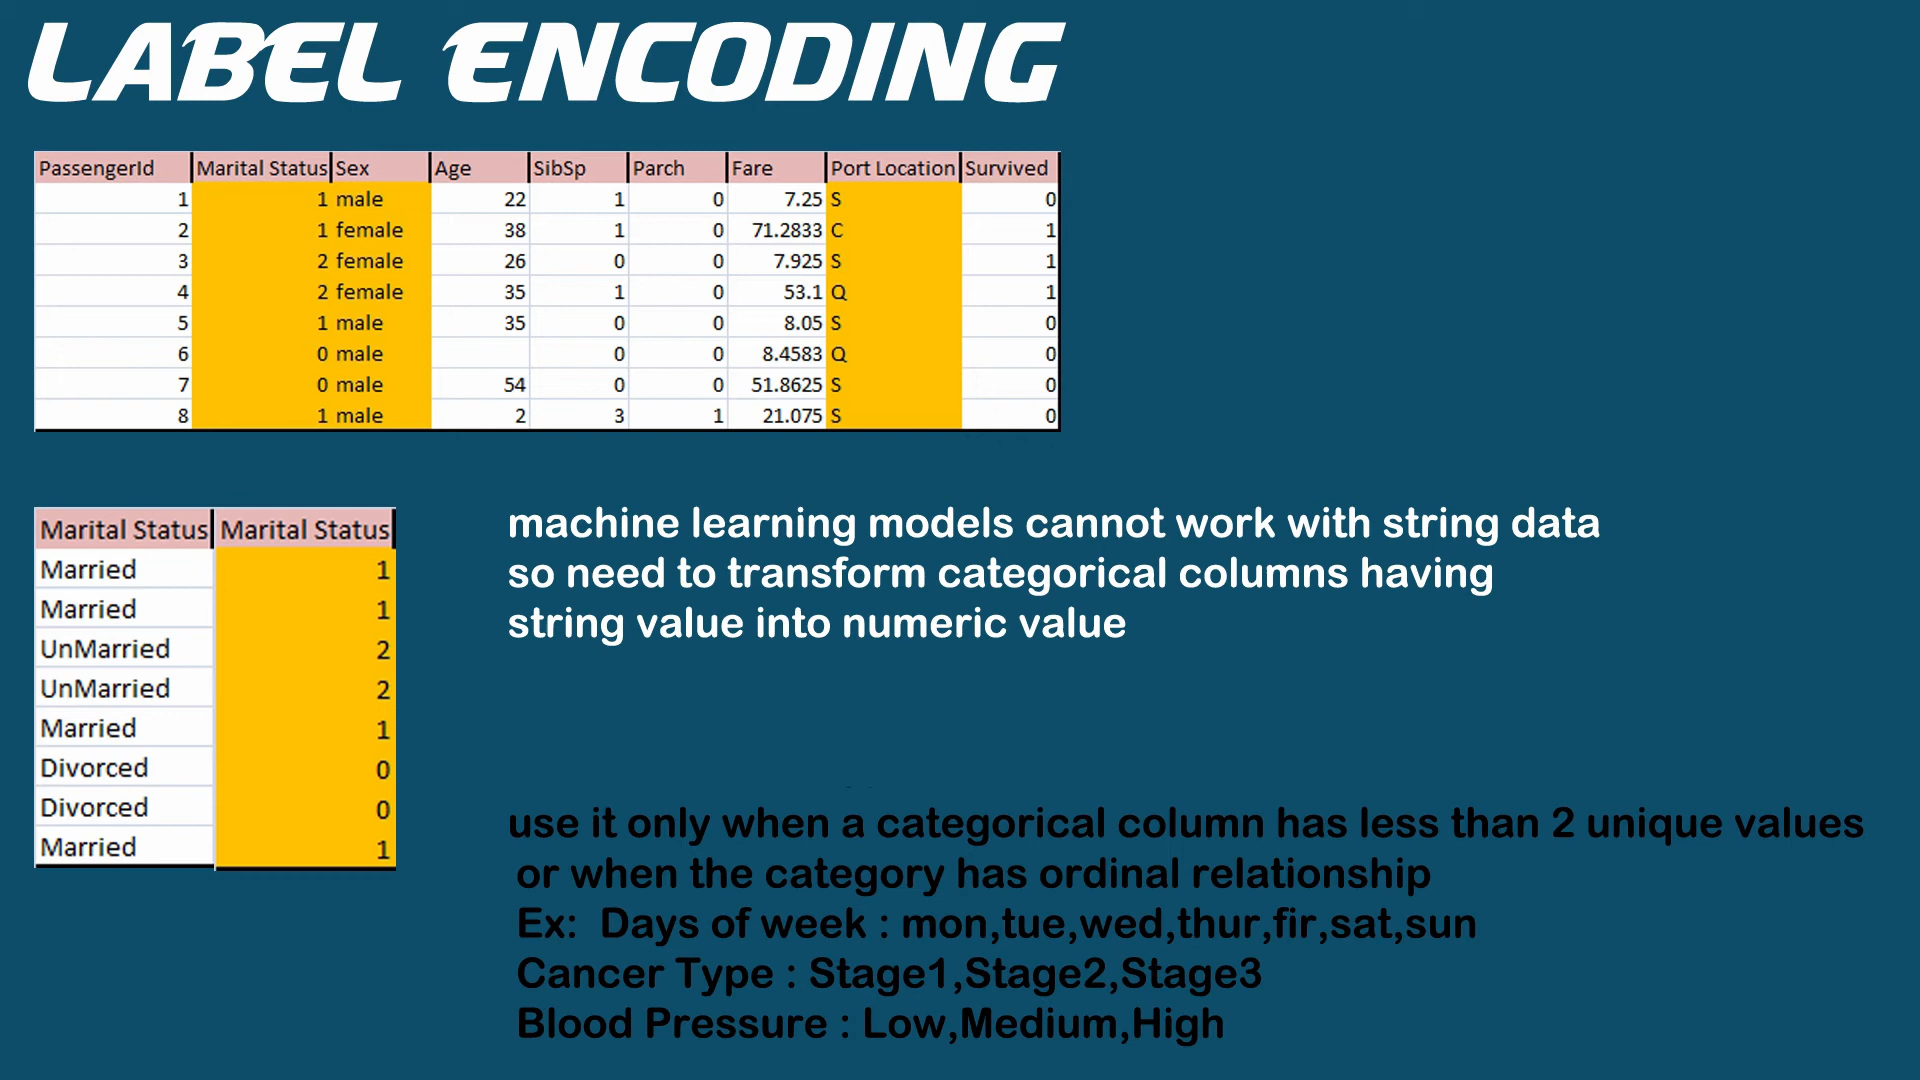 LABEL ENCODING
PassengerId Marital Status Sex Age SibSp Parch Fare Port Location Survived
1 1 male 22 1 0 7.25 S 0
2 1 female 38 1 0 71.2833 C 1
3 2 female 26 0 0 7.925 S 1
4 2 female 35 1 0 53.1 Q 1
5 1 male 35 0 0 8.05 S 0
6 0 male 0 0 8.4583 Q 0
7 0 male 54 0 0 51.8625 S 0
8 1 male 2 3 1 21.075 S 0
Marital Status Marital Status
Married 1
Married 1
UnMarried 2
UnMarried 2
Married 1
Divorced 0
Divorced 0
Married 1
machine learning models cannot work with string data
so need to transform categorical columns having
string value into numeric value
use it only when a categorical column has less than 2 unique values
or when the category has ordinal relationship
Ex: Days of week : mon,tue,wed,thur,fir,sat,sun
Cancer Type : Stage1,Stage2,Stage3
Blood Pressure : Low,Medium,High